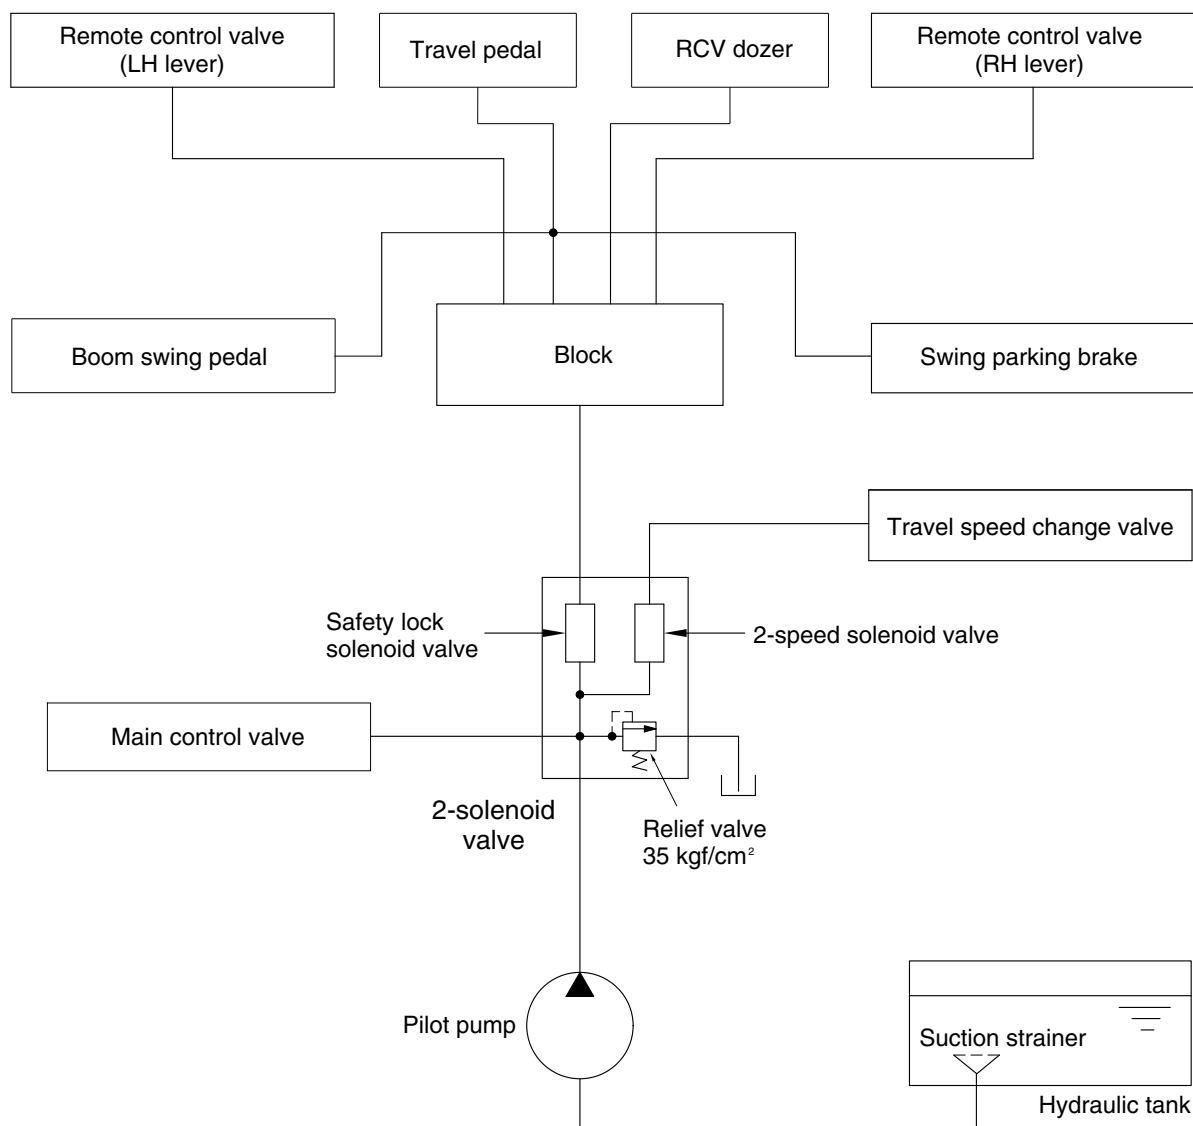 Remote control valve
(LH lever)
Travel pedal
RCV dozer
Remote control valve
(RH lever)
Boom swing pedal
Block
Swing parking brake
Travel speed change valve
Safety lock
solenoid valve
2-speed solenoid valve
Main control valve
2-solenoid
valve
Relief valve
35 kgf/cm²
Pilot pump
Suction strainer
Hydraulic tank